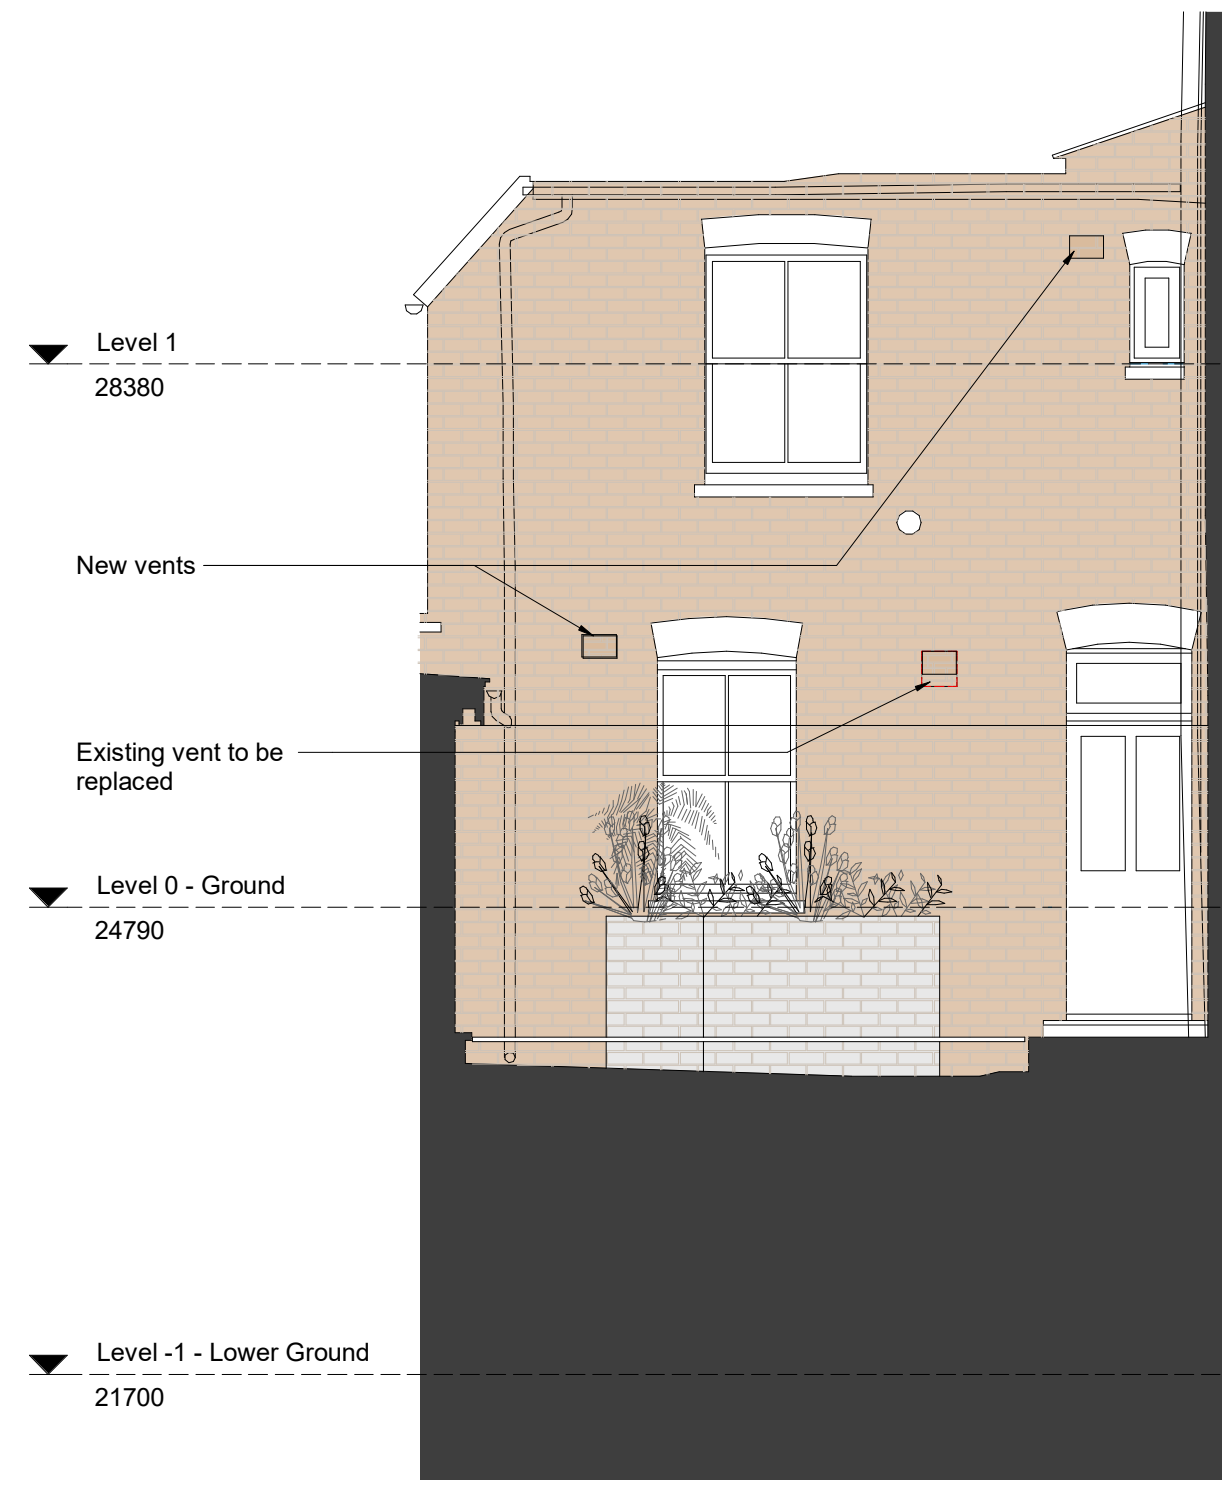 Level 1
28380
New vents
Existing vent to be
replaced
Level 0 - Ground
24790
Level -1 - Lower Ground
21700